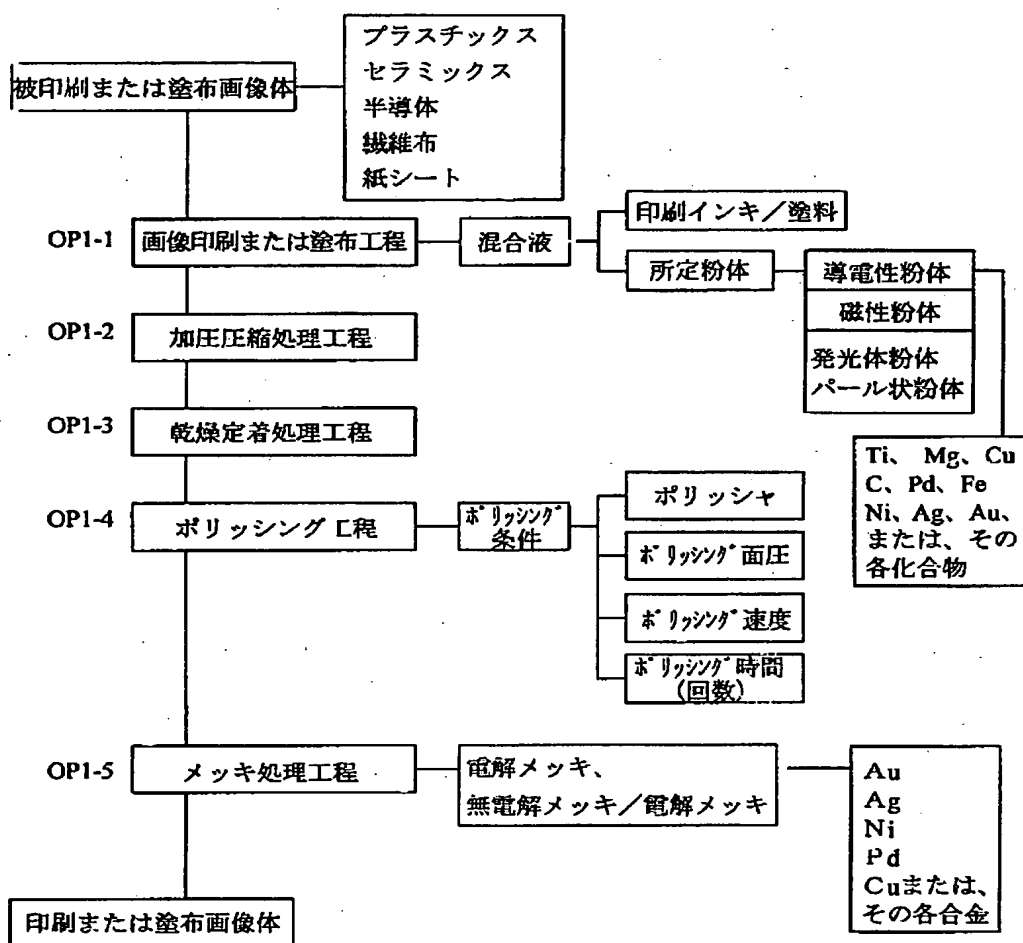 プラスチックス
セラミックス
半導体
繊維布
紙シート
被印刷または塗布画像体
OP1-1
画像印刷または塗布工程
混合液
印刷インキ／塗料
所定粉体
導電性粉体
磁性粉体
発光体粉体
パール状粉体
OP1-2
加圧圧縮処理工程
OP1-3
乾燥定着処理工程
Ti、 Mg、Cu
C、Pd、Fe
Ni、Ag、Au、
または、その
各化合物
OP1-4
ポリッシング工程
ﾎﾟﾘｯｼﾝｸﾞ
条件
ポリッシャ
ﾎﾟﾘｯｼﾝｸﾞ面圧
ﾎﾟﾘｯｼﾝｸﾞ速度
ﾎﾟﾘｯｼﾝｸﾞ時間
(回数)
OP1-5
メッキ処理工程
電解メッキ、
無電解メッキ／電解メッキ
Au
Ag
Ni
Pd
Cuまたは、
その各合金
印刷または塗布画像体